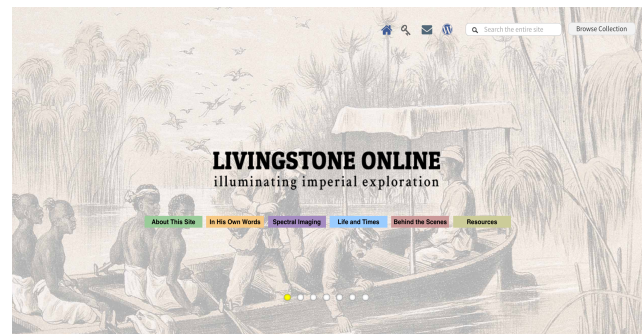 Search the entire site Browse Collection
LIVINGSTONE ONLINE
illuminating imperial exploration
About This Site In His Own Words Spectral Imaging Life and Times Behind the Scenes Resources